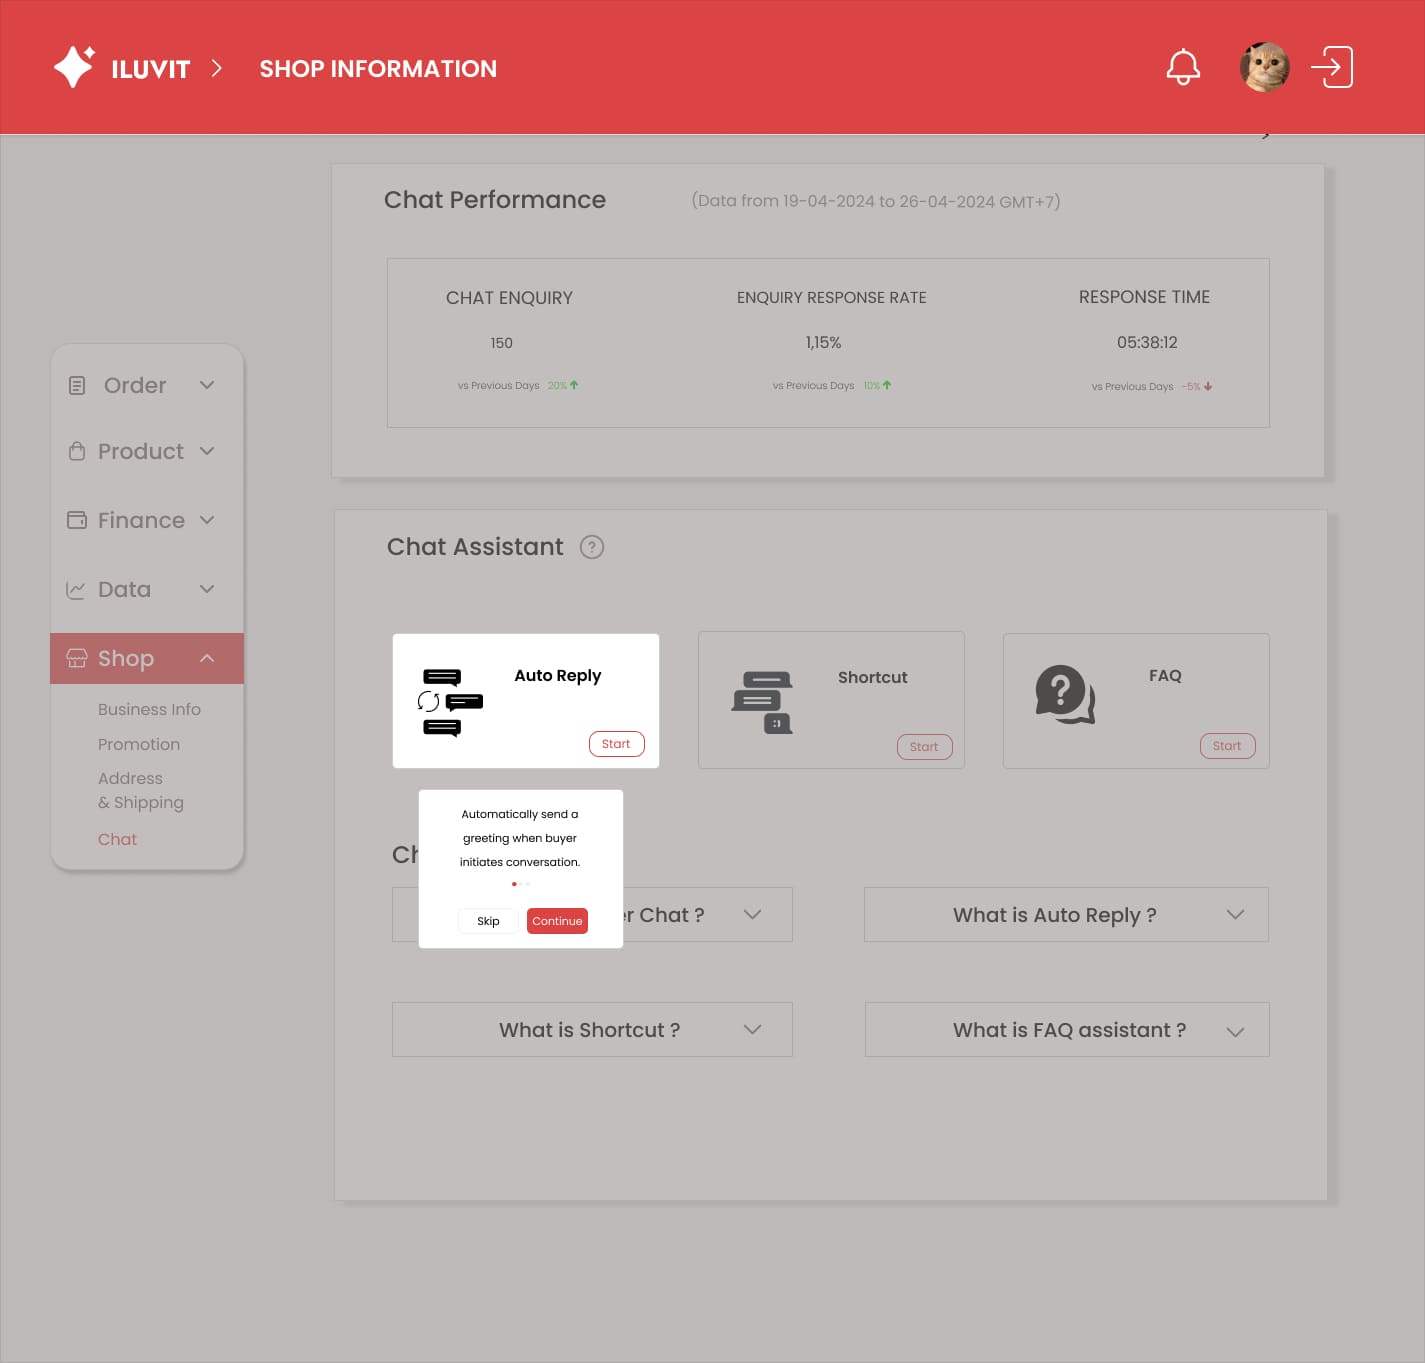 ILUVIT
SHOP INFORMATION
Chat Performance
(Data from 19-04-2024 to 26-04-2024 GMT+7)
CHAT ENQUIRY
150
vs Previous Days 20%
ENQUIRY RESPONSE RATE
1,15%
vs Previous Days 10%
RESPONSE TIME
05:38:12
vs Previous Days -5%
Order
Product
Finance
Data
Shop
Business Info
Promotion
Address
& Shipping
Chat
Chat Assistant ?
Auto Reply
Start
Shortcut
Start
FAQ
Start
Automatically send a
greeting when buyer
initiates conversation.
Skip
Continue
Chat ?
What is Auto Reply ?
What is Shortcut ?
What is FAQ assistant ?